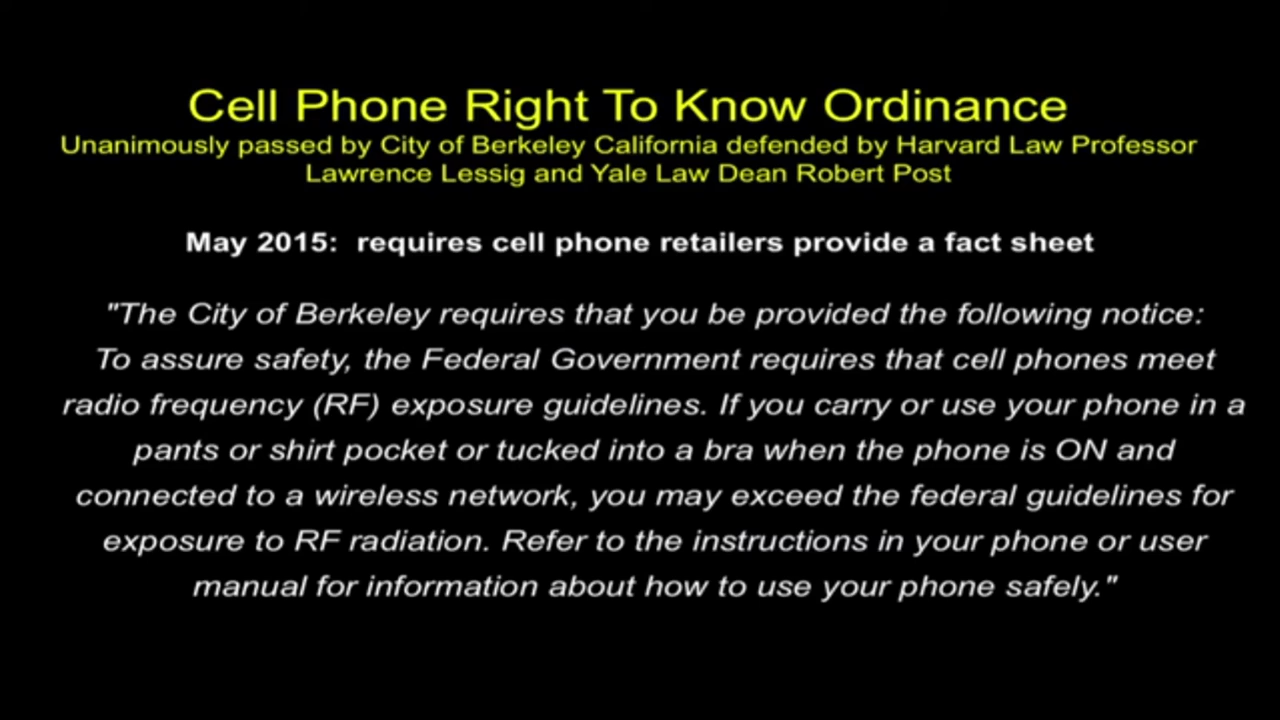 Cell Phone Right To Know Ordinance
Unanimously passed by City of Berkeley California defended by Harvard Law Professor
Lawrence Lessig and Yale Law Dean Robert Post
May 2015:  requires cell phone retailers provide a fact sheet
"The City of Berkeley requires that you be provided the following notice:
To assure safety, the Federal Government requires that cell phones meet
radio frequency (RF) exposure guidelines. If you carry or use your phone in a
pants or shirt pocket or tucked into a bra when the phone is ON and
connected to a wireless network, you may exceed the federal guidelines for
exposure to RF radiation. Refer to the instructions in your phone or user
manual for information about how to use your phone safely."